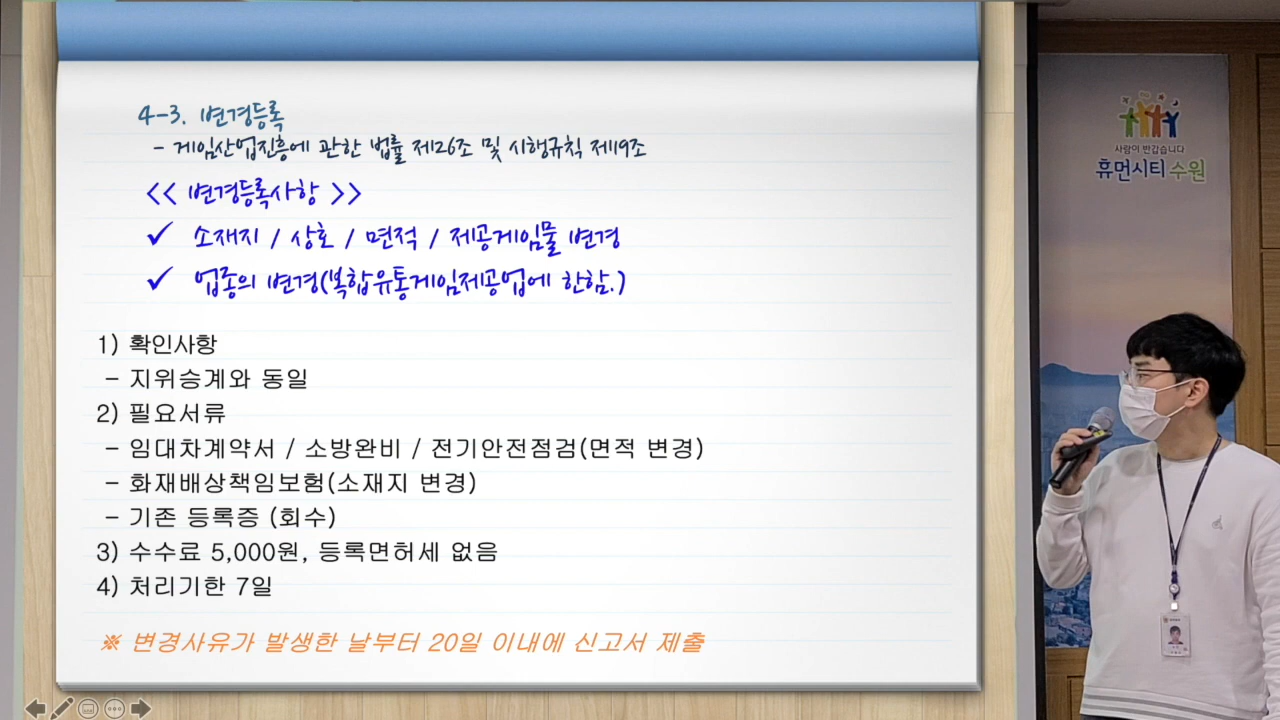 4-3. 변경등록
- 게임산업진흥에 관한 법률 제26조 및 시행규칙 제19조
<< 변경등록사항 >>
✓ 소재지 / 상호 / 면적 / 제공게임물 변경
✓ 업종의 변경(복합유통게임제공업에 한함.)
1) 확인사항
- 지위승계와 동일
2) 필요서류
- 임대차계약서 / 소방완비 / 전기안전점검(면적 변경)
- 화재배상책임보험(소재지 변경)
- 기존 등록증 (회수)
3) 수수료 5,000원, 등록면허세 없음
4) 처리기한 7일
※ 변경사유가 발생한 날부터 20일 이내에 신고서 제출
사람이 반갑습니다
휴먼시티 수원